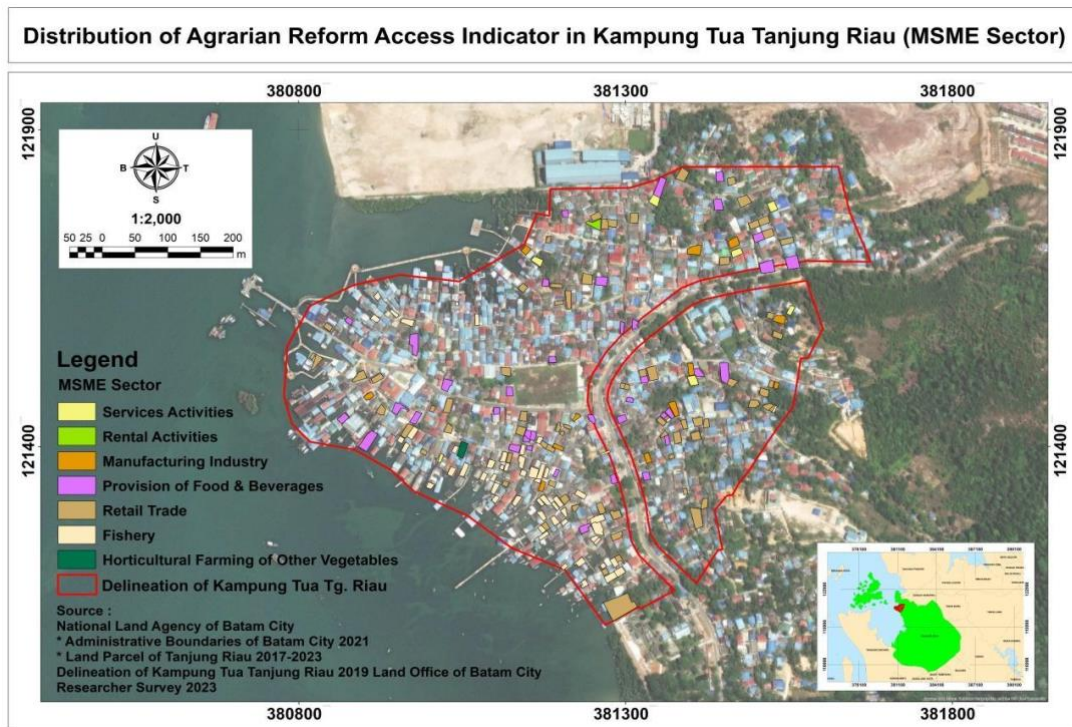 Distribution of Agrarian Reform Access Indicator in Kampung Tua Tanjung Riau (MSME Sector)
380800 381300 381800
121900 121900
U
B T
S
1:2,000
50 25 0 50 100 150 200
m
Legend
MSME Sector
Services Activities
Rental Activities
Manufacturing Industry
Provision of Food & Beverages
Retail Trade
Fishery
Horticultural Farming of Other Vegetables
Delineation of Kampung Tua Tg. Riau
121400 121400
Source :
National Land Agency of Batam City
* Administrative Boundaries of Batam City 2021
* Land Parcel of Tanjung Riau 2017-2023
Delineation of Kampung Tua Tanjung Riau 2019 Land Office of Batam City
Researcher Survey 2023
380800 381300 381800